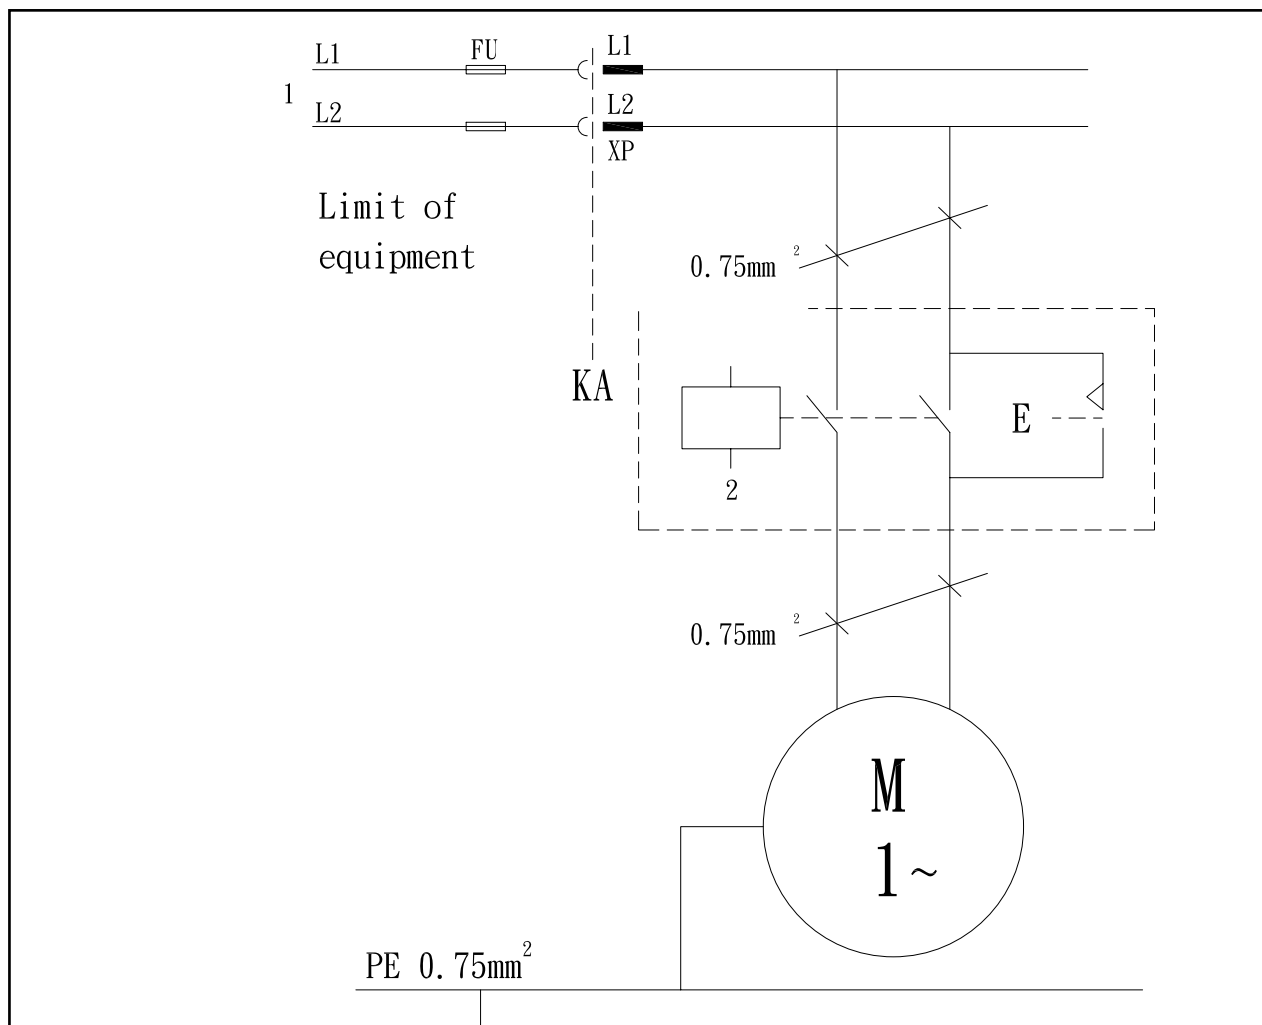 L1
FU
L1
1
L2
L2
XP
Limit of
equipment
0.75mm²
KA
E
2
0.75mm²
M
1~
PE 0.75mm²